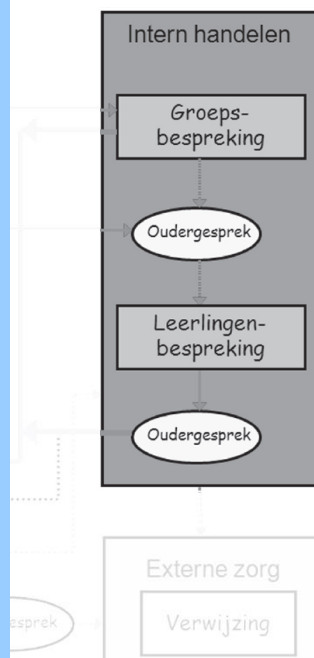 Intern handelen
Groeps-
bespreking
Oudergesprek
Leerlingen-
bespreking
Oudergesprek
Externe zorg
esprek
Verwijzing